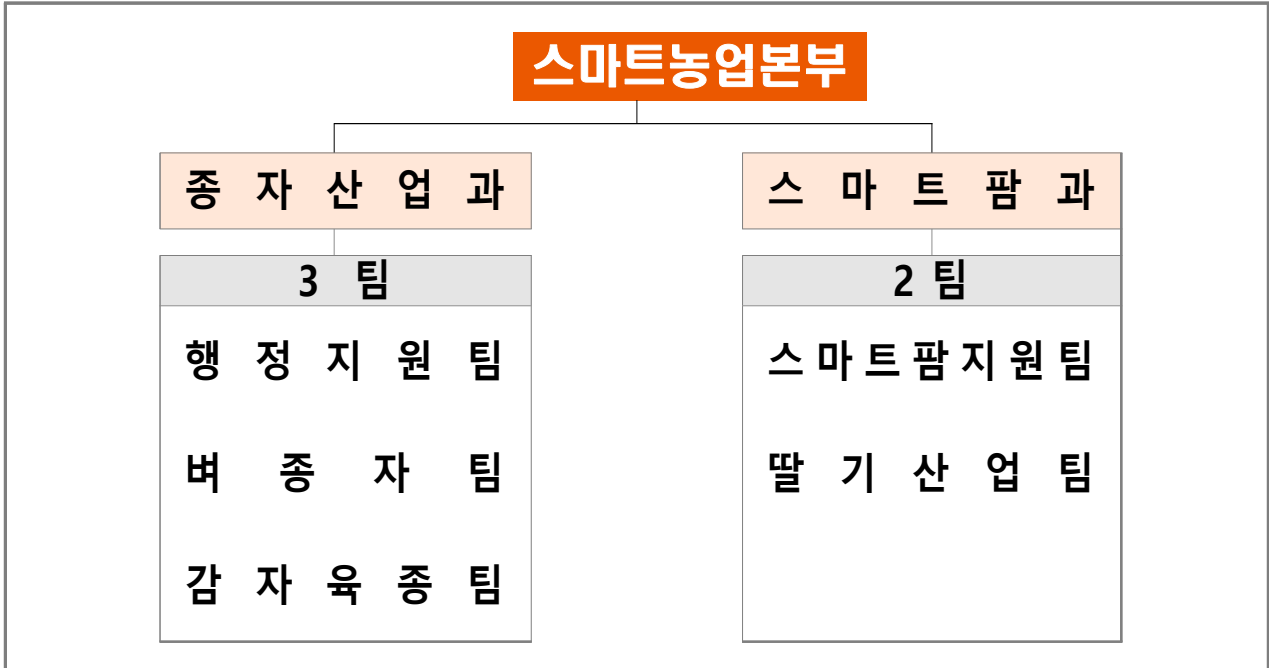 스마트농업본부
종 자 산 업 과
스 마 트 팜 과
3 팀
2 팀
행 정 지 원 팀
스 마 트 팜 지 원 팀
벼 종 자 팀
딸 기 산 업 팀
감 자 육 종 팀